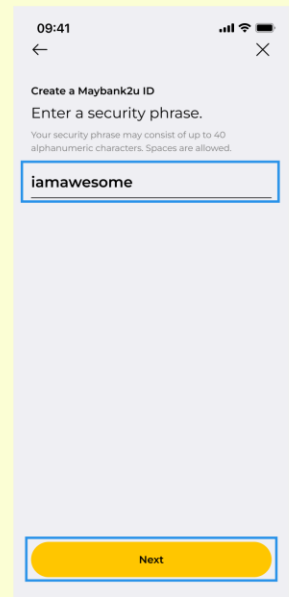 09:41
Create a Maybank2u ID
Enter a security phrase.
Your security phrase may consist of up to 40
alphanumeric characters. Spaces are allowed.
iamawesome
Next